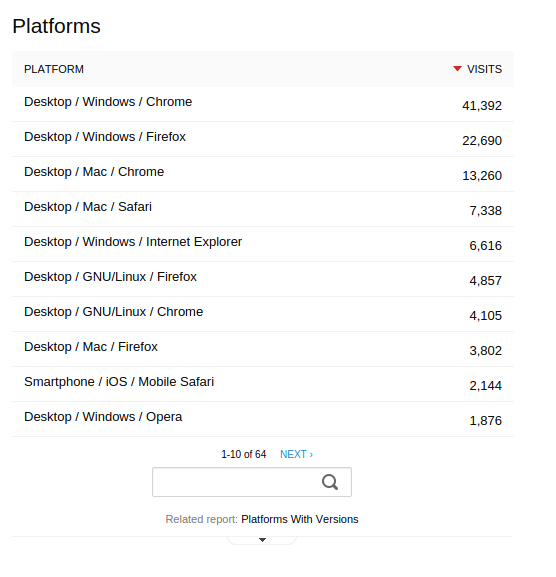 Platforms
PLATFORM VISITS
Desktop / Windows / Chrome 41,392
Desktop / Windows / Firefox 22,690
Desktop / Mac / Chrome 13,260
Desktop / Mac / Safari 7,338
Desktop / Windows / Internet Explorer 6,616
Desktop / GNU/Linux / Firefox 4,857
Desktop / GNU/Linux / Chrome 4,105
Desktop / Mac / Firefox 3,802
Smartphone / iOS / Mobile Safari 2,144
Desktop / Windows / Opera 1,876
1-10 of 64 NEXT ›
Related report: Platforms With Versions